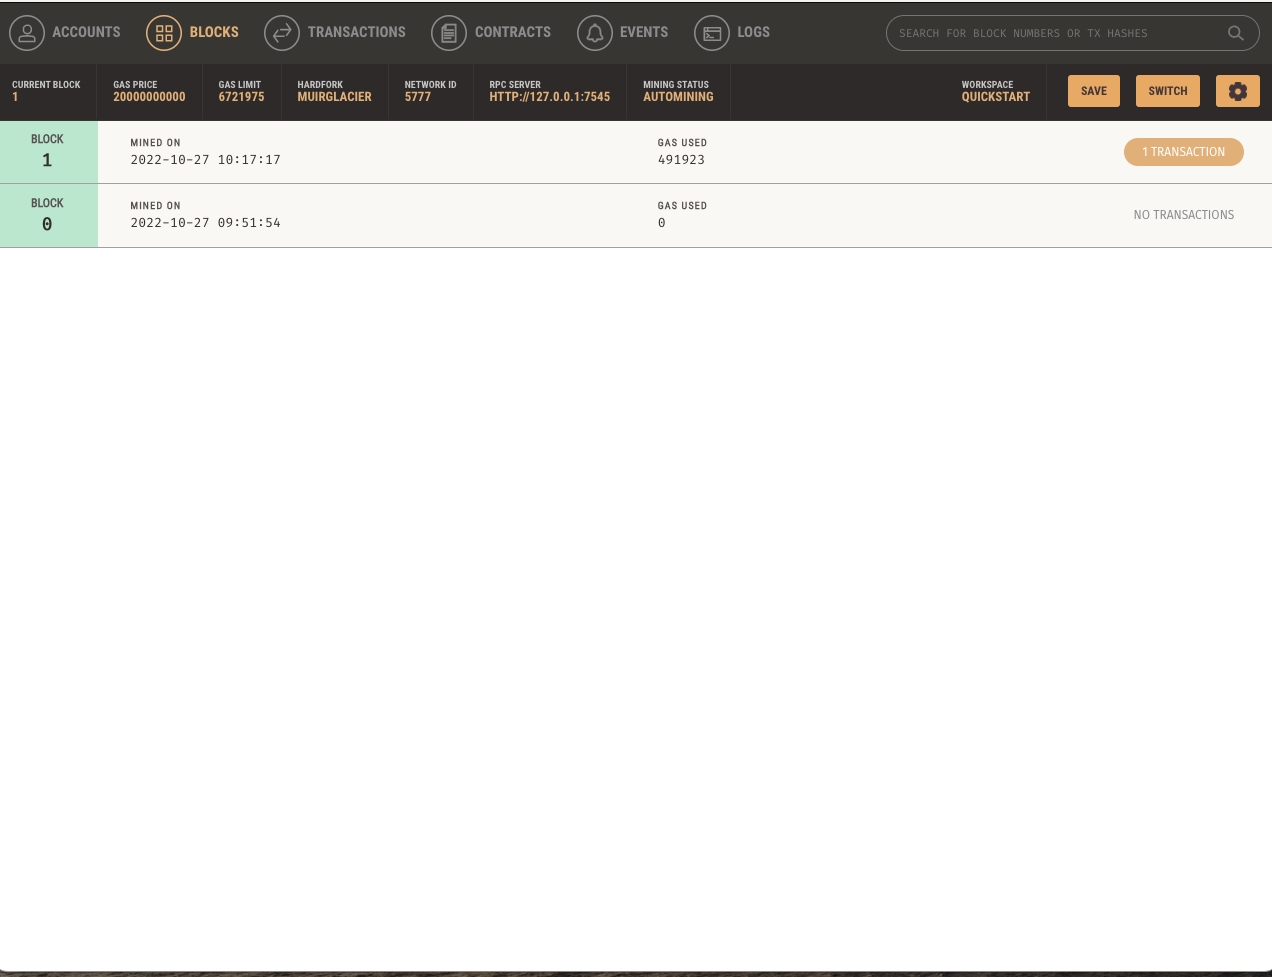 ACCOUNTS BLOCKS TRANSACTIONS CONTRACTS EVENTS LOGS SEARCH FOR BLOCK NUMBERS OR TX HASHES
CURRENT BLOCK GAS PRICE GAS LIMIT HARDFORK NETWORK ID RPC SERVER MINING STATUS WORKSPACE
1 20000000000 6721975 MUIRGLACIER 5777 HTTP://127.0.0.1:7545 AUTOMINING QUICKSTART SAVE SWITCH
BLOCK MINED ON GAS USED
1 2022-10-27 10:17:17 491923 1 TRANSACTION
BLOCK MINED ON GAS USED
0 2022-10-27 09:51:54 0 NO TRANSACTIONS